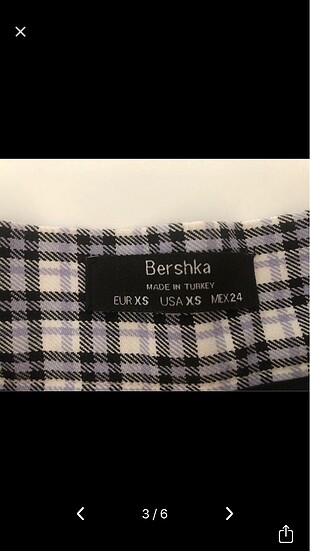 Bershka
MADE IN TURKEY
EUR XS USA XS MEX 24
3/6